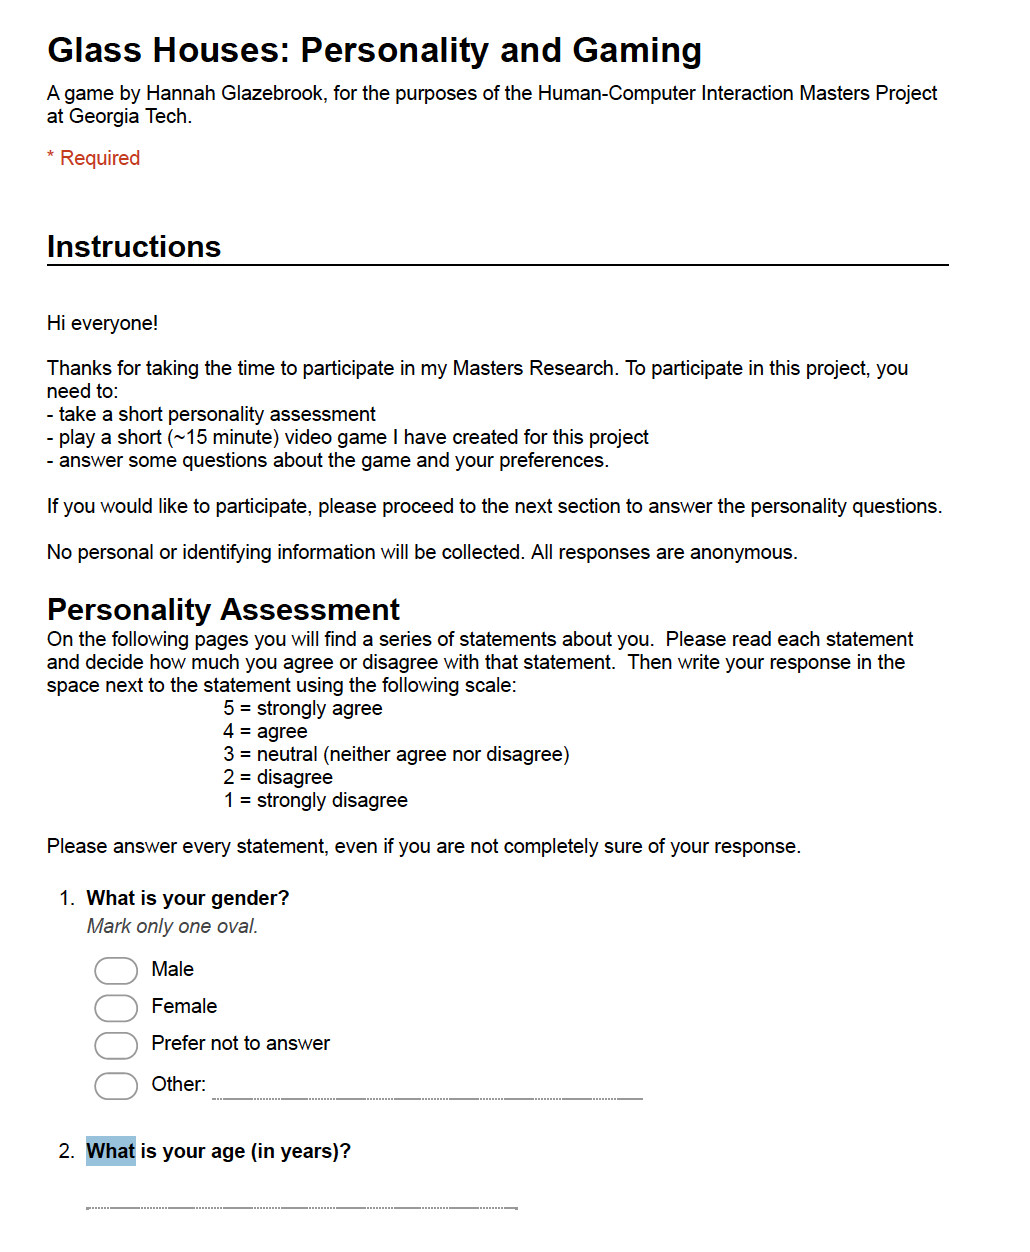 Glass Houses: Personality and Gaming
A game by Hannah Glazebrook, for the purposes of the Human-Computer Interaction Masters Project
at Georgia Tech.
* Required
Instructions
Hi everyone!
Thanks for taking the time to participate in my Masters Research. To participate in this project, you
need to:
- take a short personality assessment
- play a short (~15 minute) video game I have created for this project
- answer some questions about the game and your preferences.
If you would like to participate, please proceed to the next section to answer the personality questions.
No personal or identifying information will be collected. All responses are anonymous.
Personality Assessment
On the following pages you will find a series of statements about you.  Please read each statement
and decide how much you agree or disagree with that statement.  Then write your response in the
space next to the statement using the following scale:
5 = strongly agree
4 = agree
3 = neutral (neither agree nor disagree)
2 = disagree
1 = strongly disagree
Please answer every statement, even if you are not completely sure of your response.
1. What is your gender?
Mark only one oval.
Male
Female
Prefer not to answer
Other:
2. What is your age (in years)?